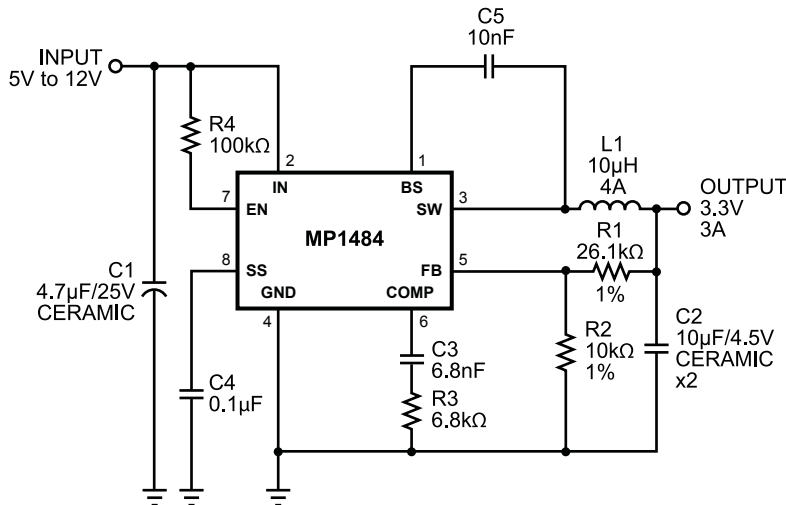 C5
10nF
INPUT
5V to 12V
R4
100kΩ
2
1
L1
10µH
4A
IN
BS
7
EN
SW
3
OUTPUT
3.3V
3A
MP1484
R1
26.1kΩ
1%
8
SS
FB
5
C1
4.7µF/25V
CERAMIC
GND
COMP
4
6
R2
10kΩ
1%
C2
10µF/4.5V
CERAMIC
x2
C3
6.8nF
C4
0.1µF
R3
6.8kΩ